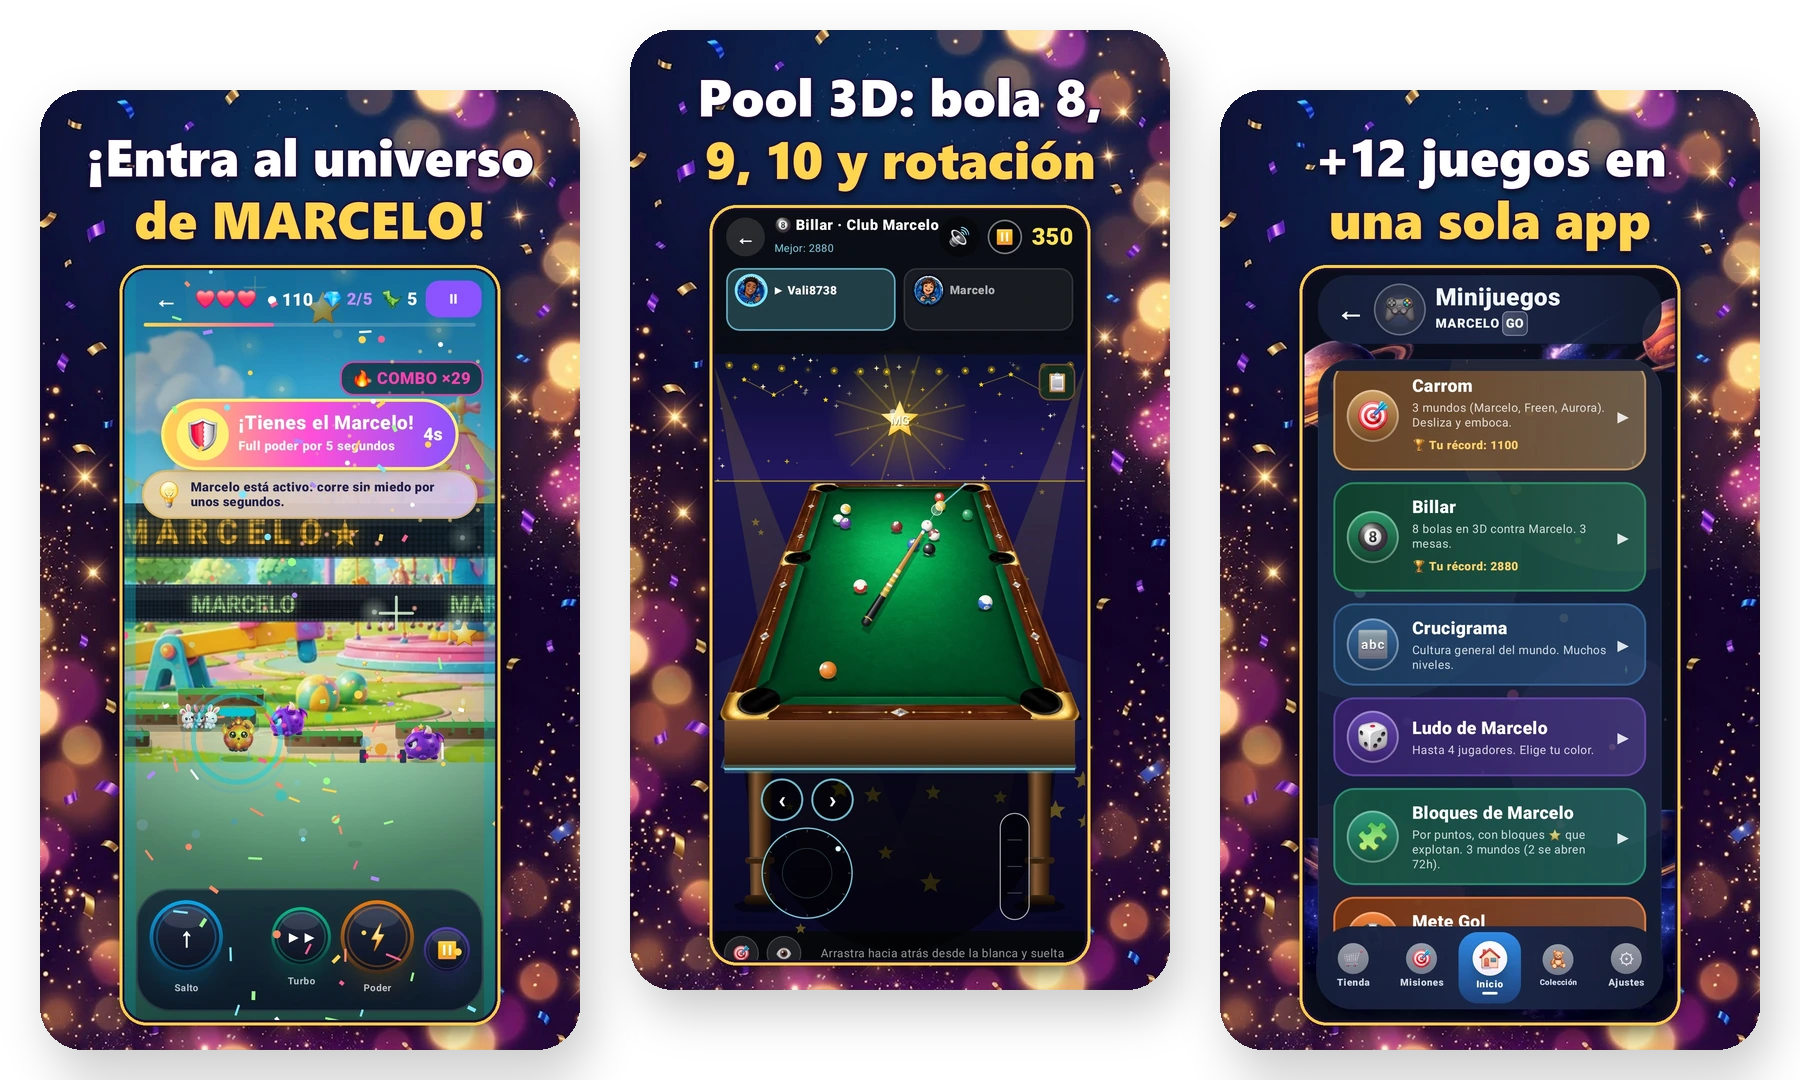 ¡Entra al universo
de MARCELO!
110
2/5
5
COMBO ×29
¡Tienes el Marcelo!
Full poder por 5 segundos
4s
Marcelo está activo: corre sin miedo por
unos segundos.
MARCELO
MARCELO
MAR
Salto
Turbo
Poder
Pool 3D: bola 8,
9, 10 y rotación
Billar · Club Marcelo
Mejor: 2880
350
Vali8738
Marcelo
MG
Arrastra hacia atrás desde la blanca y suelta
+12 juegos en
una sola app
Minijuegos
MARCELO GO
Carrom
3 mundos (Marcelo, Freen, Aurora).
Desliza y emboca.
Tu récord: 1100
Billar
8 bolas en 3D contra Marcelo. 3
mesas.
Tu récord: 2880
8
Crucigrama
Cultura general del mundo. Muchos
niveles.
abc
Ludo de Marcelo
Hasta 4 jugadores. Elige tu color.
Bloques de Marcelo
Por puntos, con bloques ⭐ que
explotan. 3 mundos (2 se abren
72h).
Mete Gol
Tienda
Misiones
Inicio
Colección
Ajustes